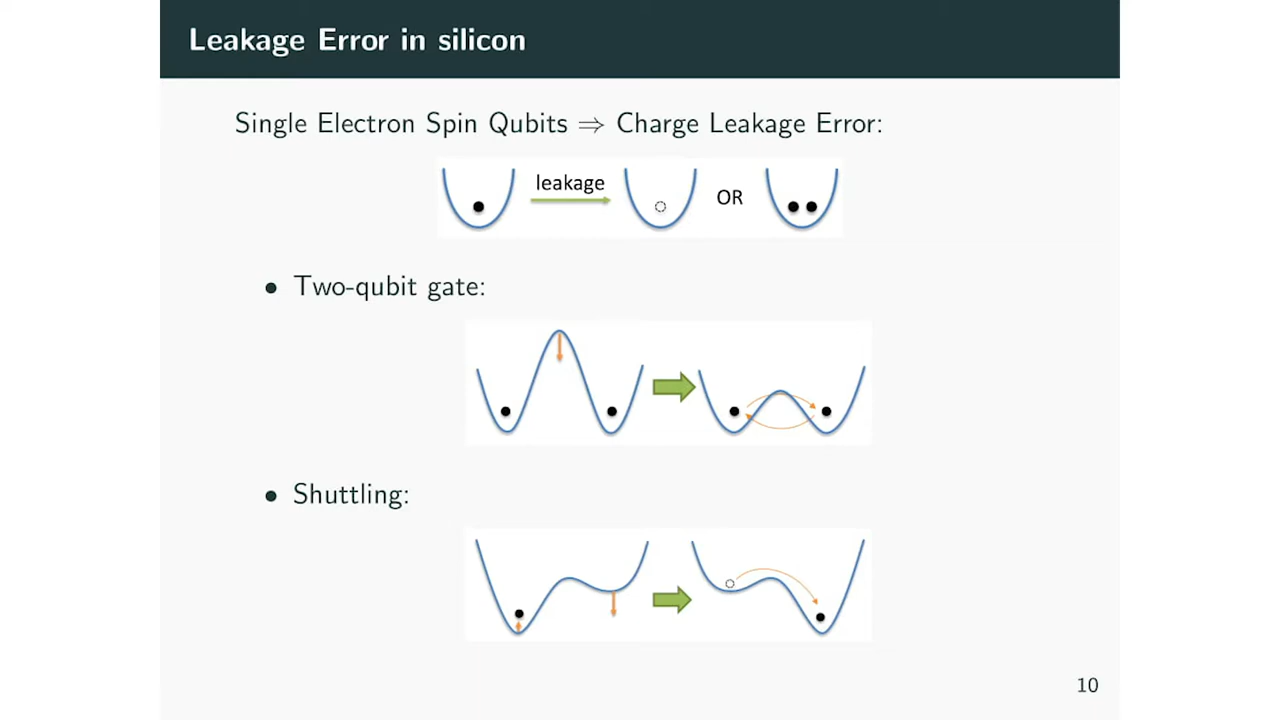 Leakage Error in silicon
Single Electron Spin Qubits ⇒ Charge Leakage Error:
leakage
OR
• Two-qubit gate:
• Shuttling:
10